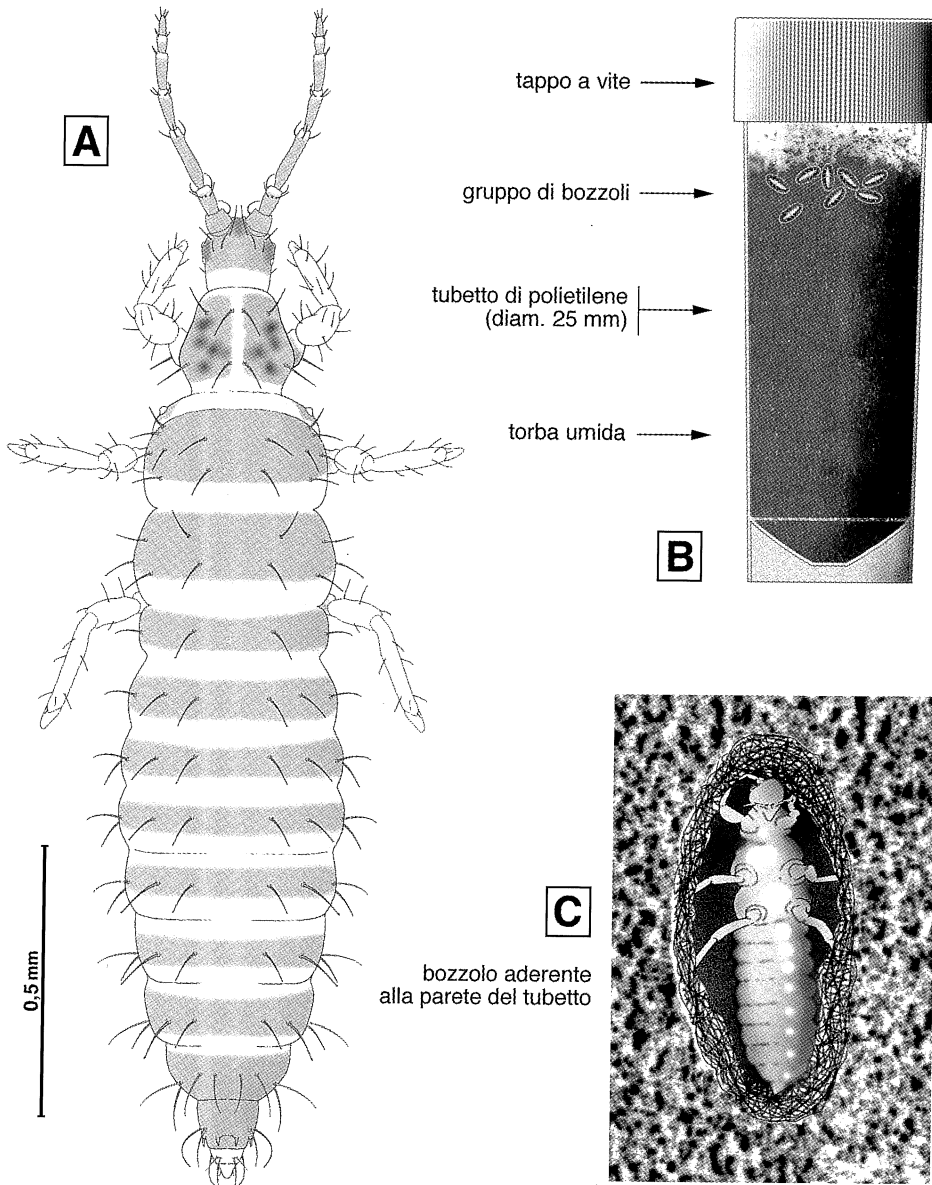 A
0,5 mm
tappo a vite
gruppo di bozzoli
tubetto di polietilene
(diam. 25 mm)
torba umida
B
C
bozzolo aderente
alla parete del tubetto